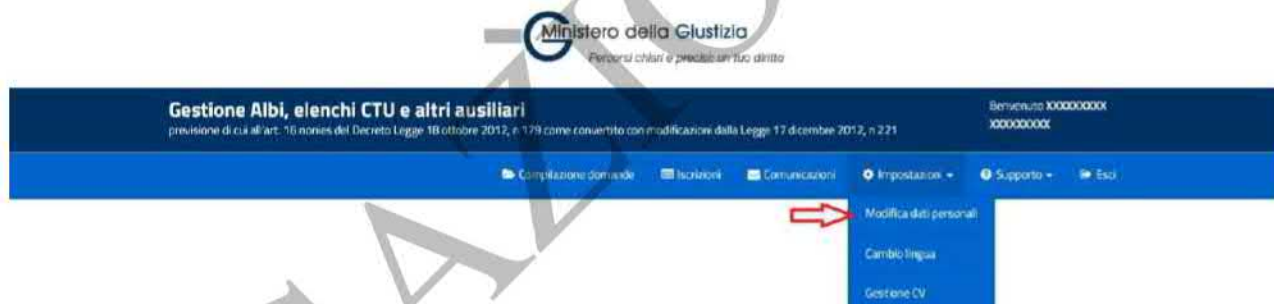 Ministero della Giustizia
Percorsi chiari e precisi: un tuo diritto
Gestione Albi, elenchi CTU e altri ausiliari
previsione di cui all'art. 16 nonies del Decreto Legge 18 ottobre 2012, n 179 come convertito con modificazioni dalla Legge 17 dicembre 2012, n 221
Benvenuto XXXXXXXXX
XXXXXXXXX
Compilazione domande Iscrizioni Comunicazioni Impostazioni Supporto Esci
Modifica dati personali
Cambio lingua
Gestione CV